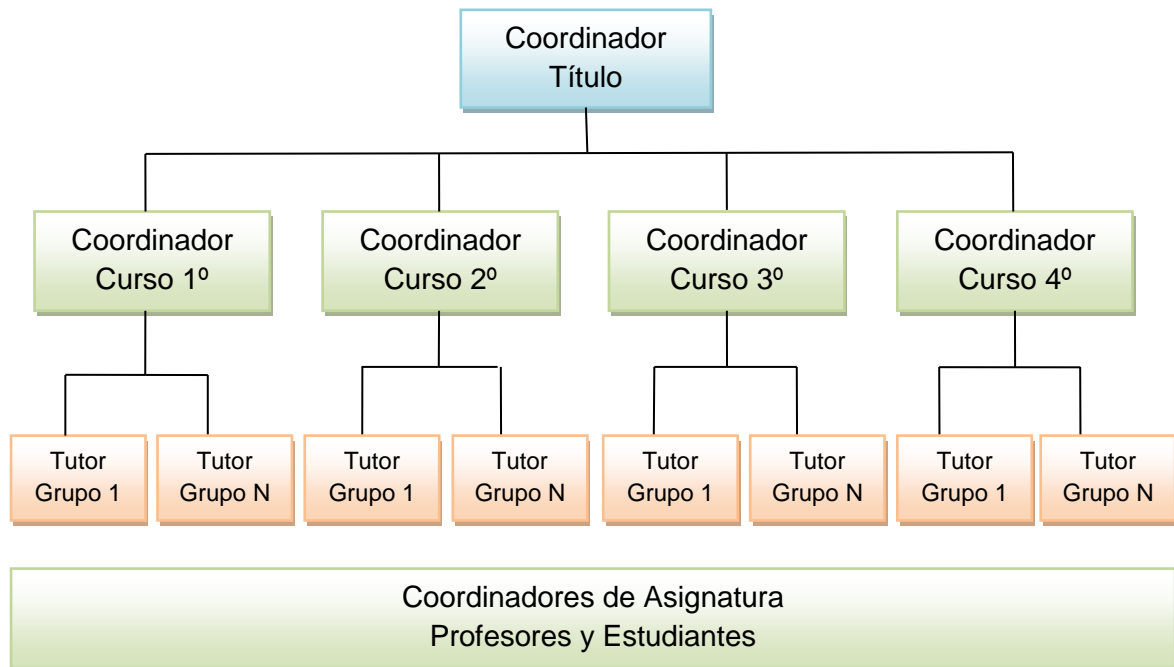 Coordinador
Título
Coordinador
Curso 1º
Coordinador
Curso 2º
Coordinador
Curso 3º
Coordinador
Curso 4º
Tutor
Grupo 1
Tutor
Grupo N
Tutor
Grupo 1
Tutor
Grupo N
Tutor
Grupo 1
Tutor
Grupo N
Tutor
Grupo 1
Tutor
Grupo N
Coordinadores de Asignatura
Profesores y Estudiantes